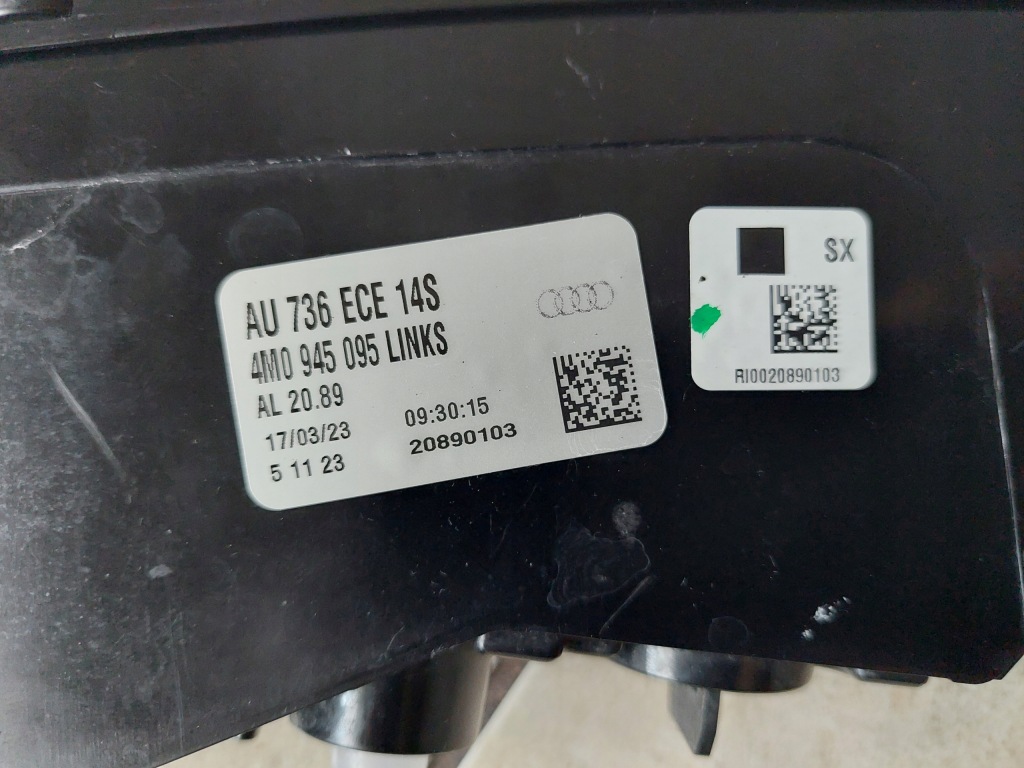 AU 736 ECE 14S
4M0 945 095 LINKS
AL 20.89
17/03/23 09:30:15
5 11 23 20890103
SX
RI0020890103